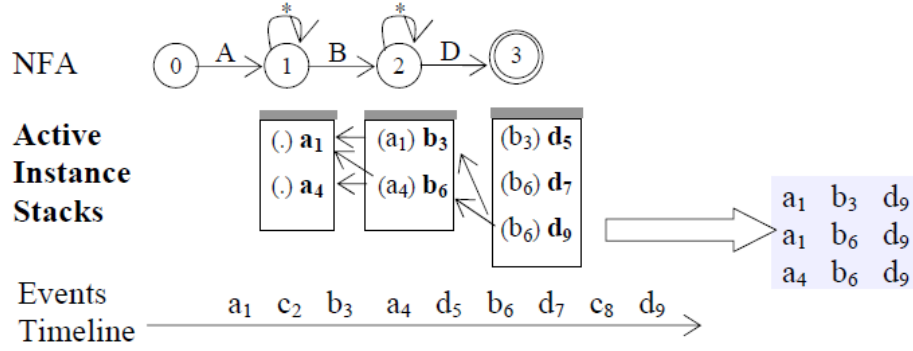 * *
NFA 0 A 1 B 2 D 3
Active (.) a1 (a1) b3 (b3) d5
Instance (.) a4 (a4) b6 (b6) d7
Stacks (b6) d9
a1 b3 d9
a1 b6 d9
a4 b6 d9
Events a1 c2 b3 a4 d5 b6 d7 c8 d9
Timeline